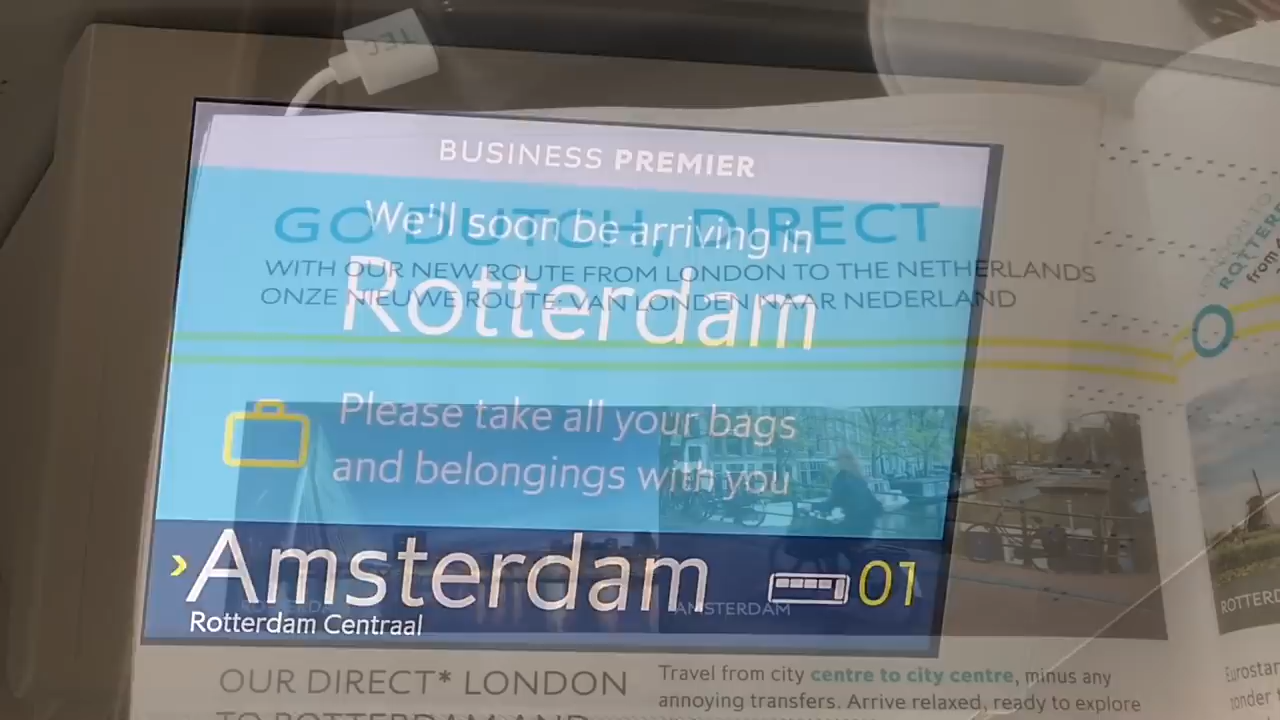 BUSINESS PREMIER
We'll soon be arriving in
Rotterdam
Please take all your bags
and belongings with you
Amsterdam
01
Rotterdam Centraal
GO DUTCH, DIRECT
WITH OUR NEW ROUTE FROM LONDON TO THE NETHERLANDS
ONZE NIEUWE ROUTE: VAN LONDEN NAAR NEDERLAND
AMSTERDAM
OUR DIRECT* LONDON
TO ROTTERDAM AND
Travel from city centre to city centre, minus any
annoying transfers. Arrive relaxed, ready to explore
from